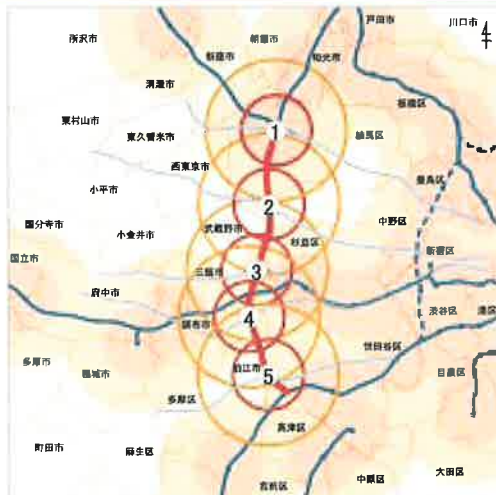 戸田市
川口市
所沢市
朝霞市
新座市
和光市
清瀬市
板橋区
東村山市
東久留米市
1
練馬区
西東京市
豊島区
小平市
2
国分寺市
小金井市
武蔵野市
杉並区
中野区
新宿区
国立市
三鷹市
3
府中市
調布市
4
渋谷区
港区
世田谷区
多摩市
稲城市
狛江市
5
目黒区
多摩区
高津区
町田市
麻生区
宮前区
中原区
大田区